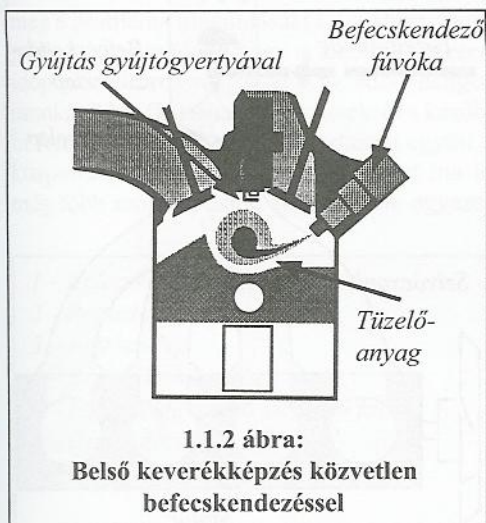 Befecskendező
fúvóka
Gyújtás gyújtógyertyával
Tüzelő-
anyag
1.1.2 ábra:
Belső keverékképzés közvetlen
befecskendezéssel